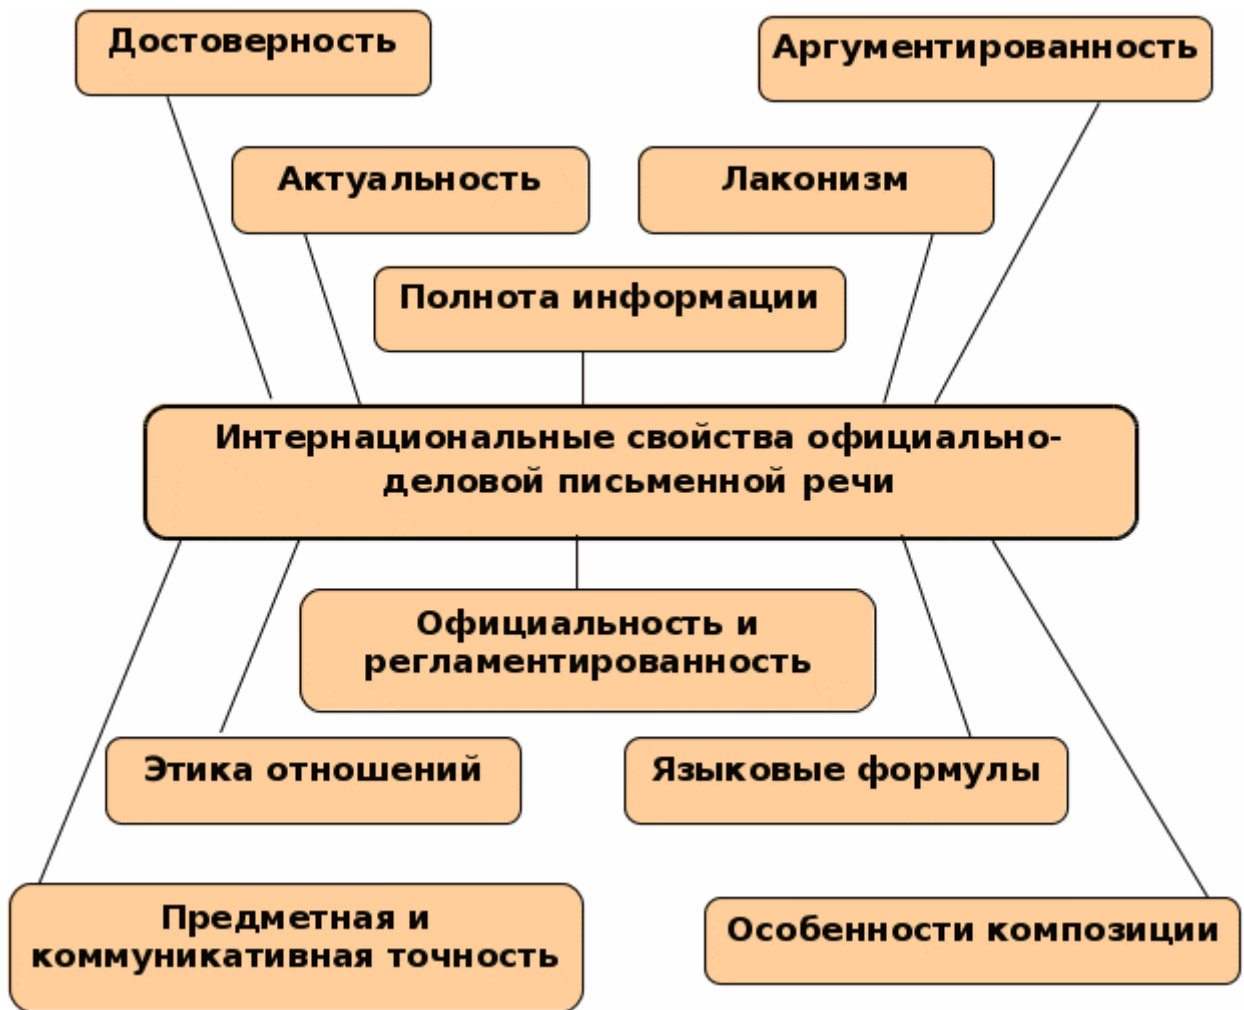 Достоверность
Аргументированность
Актуальность
Лаконизм
Полнота информации
Интернациональные свойства официально-
деловой письменной речи
Официальность и
регламентированность
Этика отношений
Языковые формулы
Предметная и
коммуникативная точность
Особенности композиции